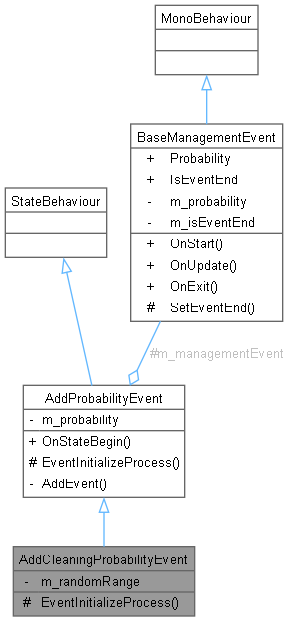 MonoBehaviour
BaseManagementEvent
+ Probability
+ IsEventEnd
- m_probability
- m_isEventEnd
+ OnStart()
+ OnUpdate()
+ OnExit()
# SetEventEnd()
StateBehaviour
#m_managementEvent
AddProbabilityEvent
- m_probability
+ OnStateBegin()
# EventInitializeProcess()
- AddEvent()
AddCleaningProbabilityEvent
- m_randomRange
# EventInitializeProcess()